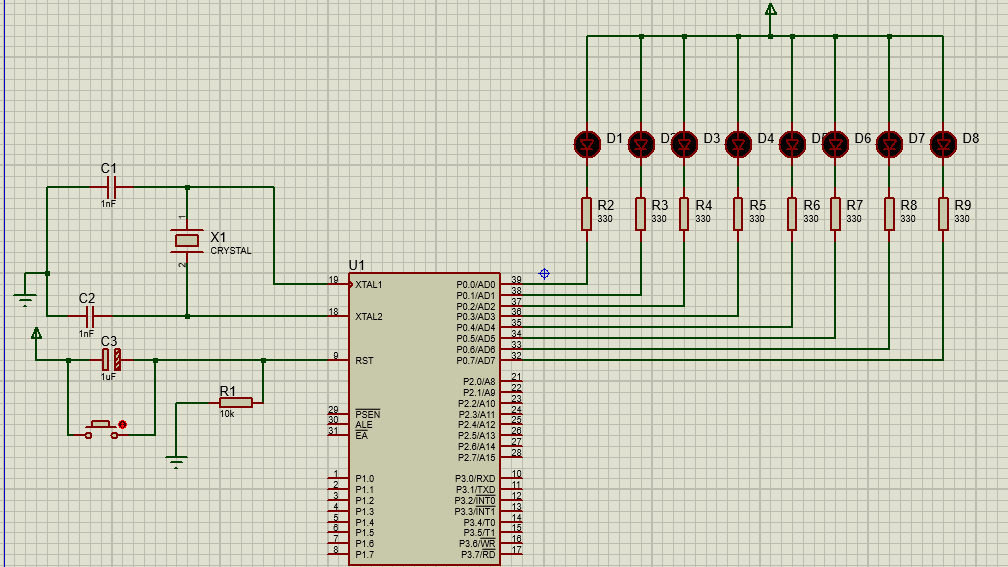 D1
D2
D3
D4
D5
D6
D7
D8
R2
330
R3
330
R4
330
R5
330
R6
330
R7
330
R8
330
R9
330
C1
1nF
1
X1
CRYSTAL
2
C2
1nF
C3
1uF
R1
10k
U1
19 XTAL1
18 XTAL2
9 RST
29 PSEN
30 ALE
31 EA
1 P1.0
2 P1.1
3 P1.2
4 P1.3
5 P1.4
6 P1.5
7 P1.6
8 P1.7
P0.0/AD0 39
P0.1/AD1 38
P0.2/AD2 37
P0.3/AD3 36
P0.4/AD4 35
P0.5/AD5 34
P0.6/AD6 33
P0.7/AD7 32
P2.0/A8 21
P2.1/A9 22
P2.2/A10 23
P2.3/A11 24
P2.4/A12 25
P2.5/A13 26
P2.6/A14 27
P2.7/A15 28
P3.0/RXD 10
P3.1/TXD 11
P3.2/INT0 12
P3.3/INT1 13
P3.4/T0 14
P3.5/T1 15
P3.6/WR 16
P3.7/RD 17